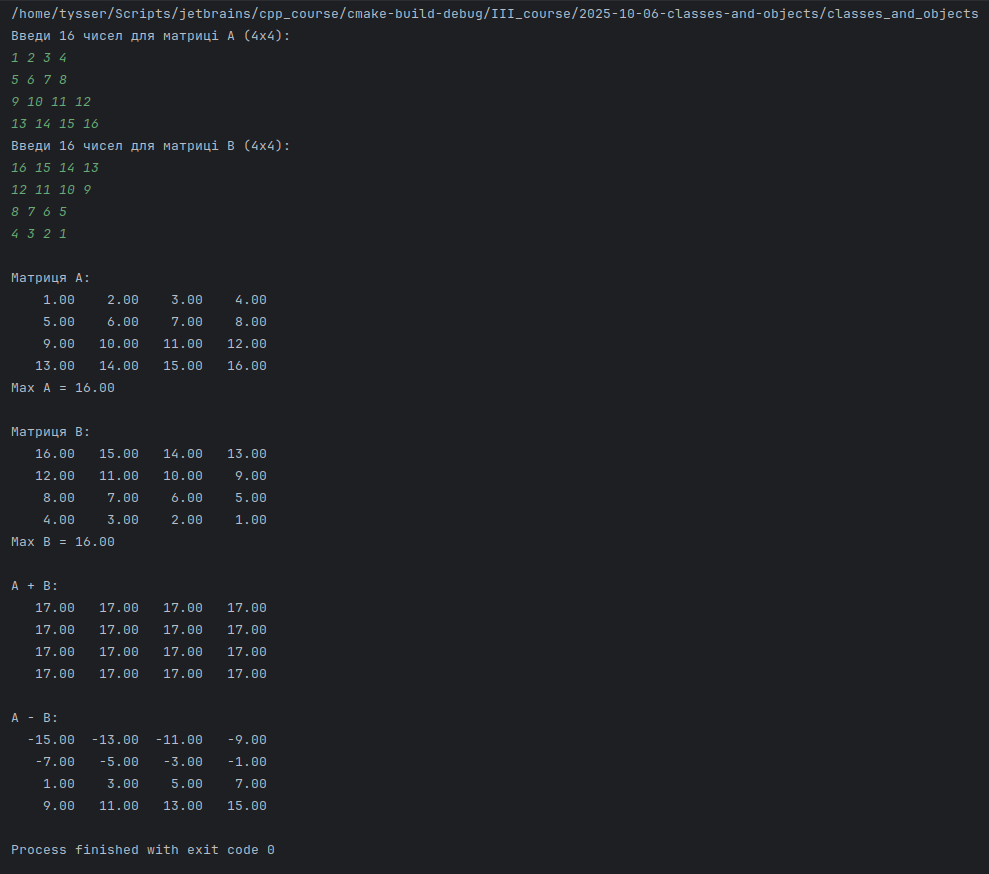 /home/tysser/Scripts/jetbrains/cpp_course/cmake-build-debug/III_course/2025-10-06-classes-and-objects/classes_and_objects
Введи 16 чисел для матриці A (4x4):
1 2 3 4
5 6 7 8
9 10 11 12
13 14 15 16
Введи 16 чисел для матриці B (4x4):
16 15 14 13
12 11 10 9
8 7 6 5
4 3 2 1

Матриця A:
    1.00    2.00    3.00    4.00
    5.00    6.00    7.00    8.00
    9.00   10.00   11.00   12.00
   13.00   14.00   15.00   16.00
Max A = 16.00

Матриця B:
   16.00   15.00   14.00   13.00
   12.00   11.00   10.00    9.00
    8.00    7.00    6.00    5.00
    4.00    3.00    2.00    1.00
Max B = 16.00

A + B:
   17.00   17.00   17.00   17.00
   17.00   17.00   17.00   17.00
   17.00   17.00   17.00   17.00
   17.00   17.00   17.00   17.00

A - B:
  -15.00  -13.00  -11.00   -9.00
   -7.00   -5.00   -3.00   -1.00
    1.00    3.00    5.00    7.00
    9.00   11.00   13.00   15.00

Process finished with exit code 0